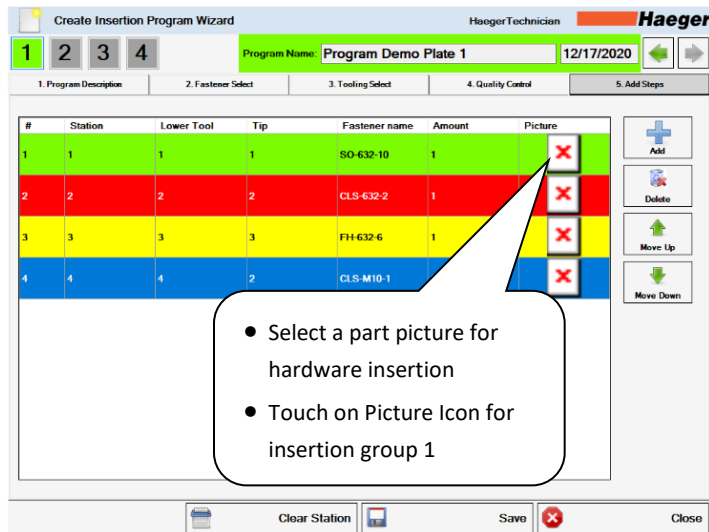 Create Insertion Program Wizard HaegerTechnician Haeger
1 2 3 4 Program Name: Program Demo Plate 1 12/17/2020
1. Program Description 2. Fastener Select 3. Tooling Select 4. Quality Control 5. Add Steps
# Station Lower Tool Tip Fastener name Amount Picture
1 1 1 1 SO-632-10 1
2 2 2 2 CLS-632-2 1
3 3 3 3 FH-632-6 1
4 4 4 2 CLS-M10-1
Add
Delete
Move Up
Move Down
• Select a part picture for
hardware insertion
• Touch on Picture Icon for
insertion group 1
Clear Station Save Close